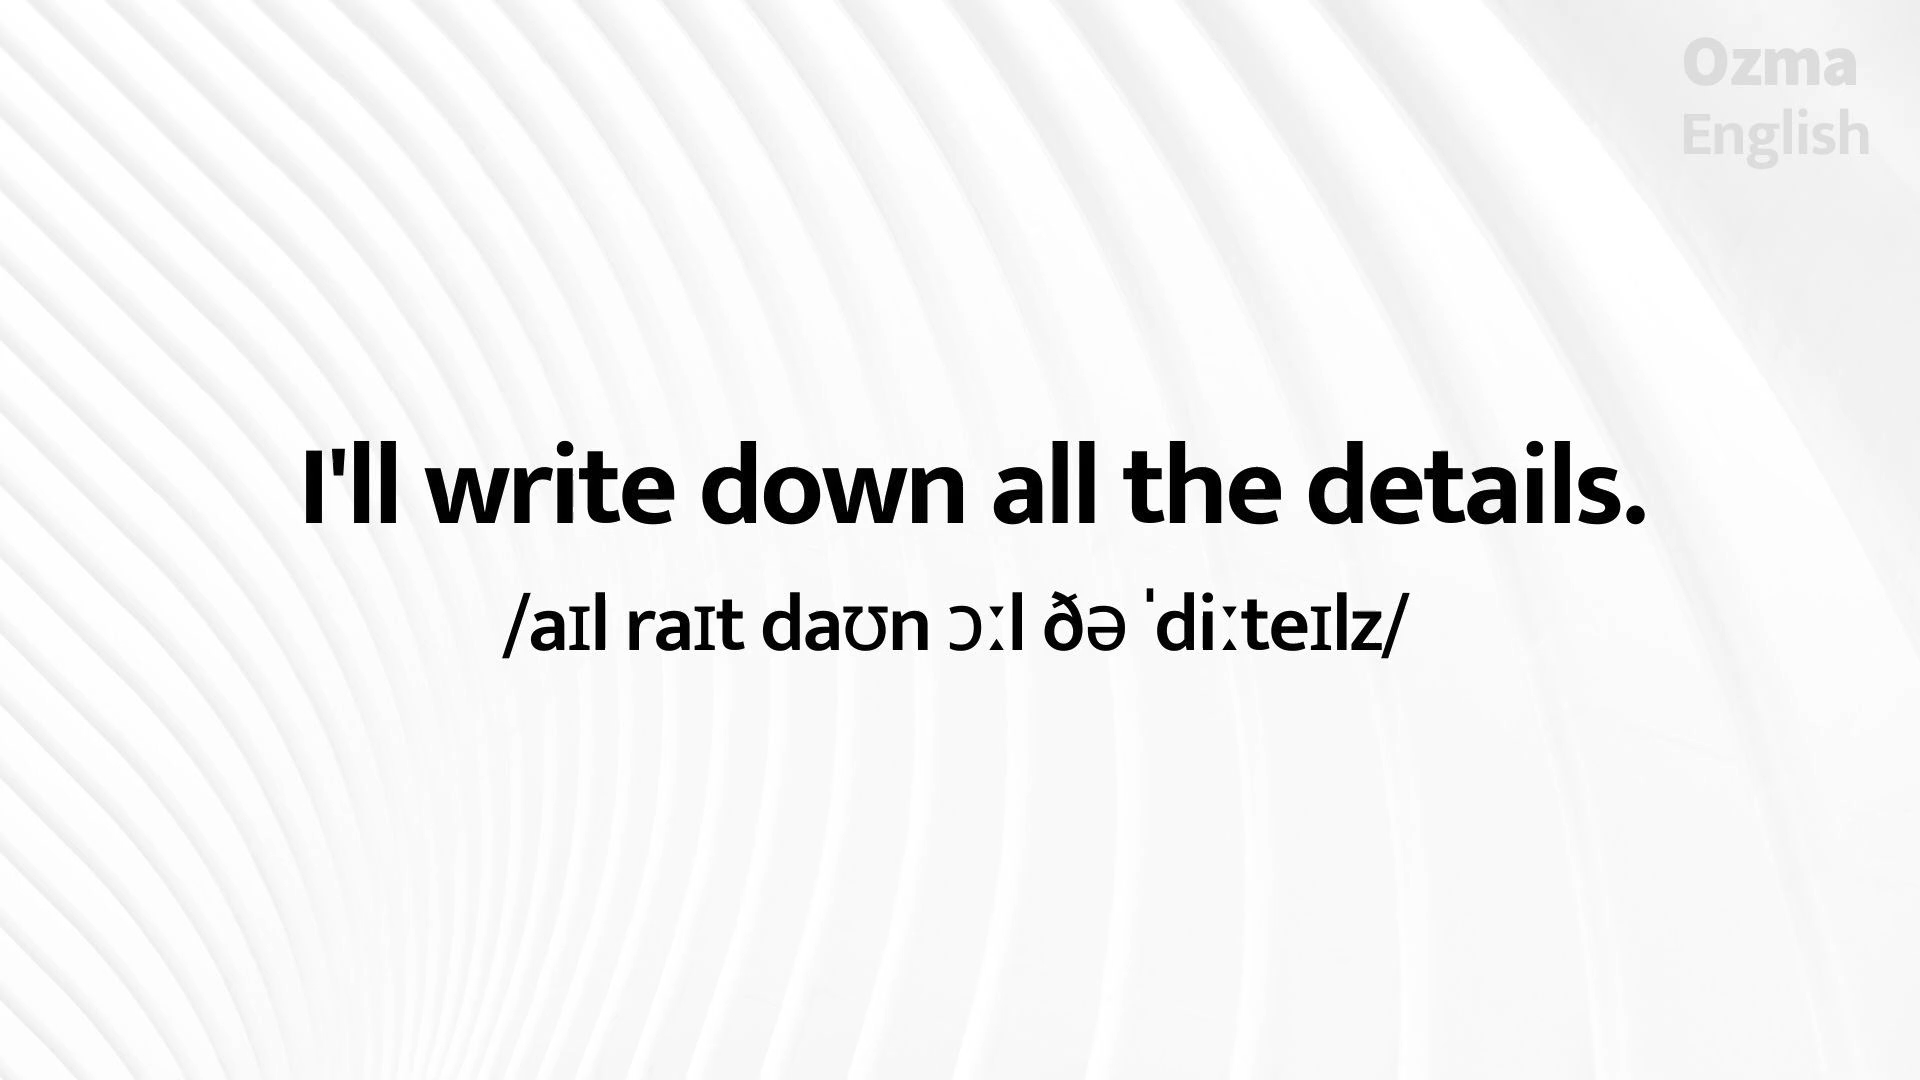 Ozma
English
I'll write down all the details.
/aɪl raɪt daʊn ɔːl ðə ˈdiːteɪlz/